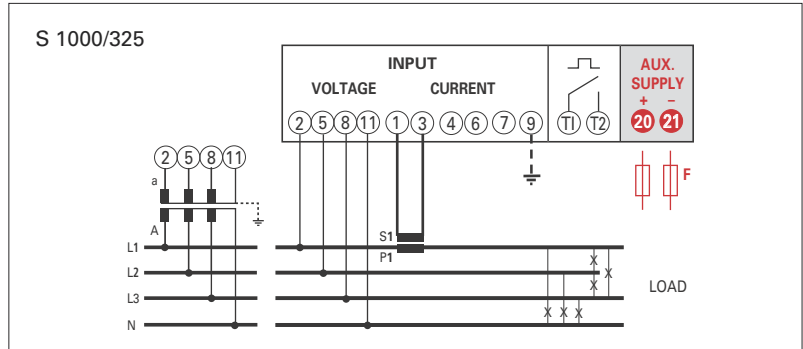 S 1000/325
INPUT
VOLTAGE CURRENT
AUX.
SUPPLY
+ –
2 5 8 11 1 3 4 6 7 9 T1 T2 20 21
F
2 5 8 11
a
A
S1
P1
L1
L2
L3
N
X
X X
X
X X X
LOAD